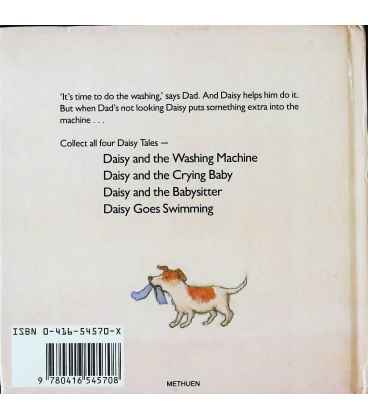 ‘It's time to do the washing,’ says Dad. And Daisy helps him do it.
But when Dad's not looking Daisy puts something extra into the
machine . . .
Collect all four Daisy Tales —
Daisy and the Washing Machine
Daisy and the Crying Baby
Daisy and the Babysitter
Daisy Goes Swimming
ISBN 0-416-54570-X
9 780416 545708
METHUEN